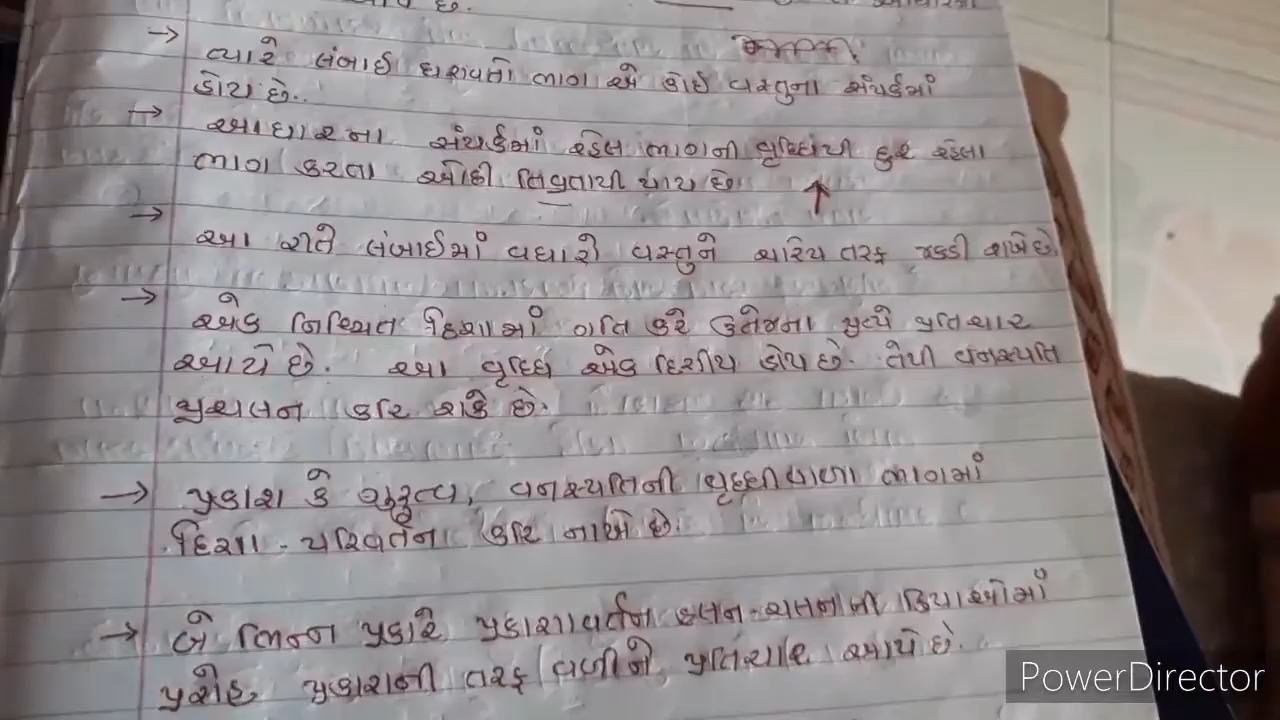 → ત્યારે લંબાઈ ધરાવતો ભાગ એ કોઈ વસ્તુના સંપર્કમાં
હોય છે..
→ આધારના સંપર્કમાં રહેલ ભાગની વૃધ્ધિથી દુર રહેલા
ભાગ કરતા ઓછી તિવ્રતાથી થાય છે.
→ આ રીતે લંબાઈમાં વધારો વસ્તુને ચારેય તરફ જકડી રાખે છે.
→ એક નિશ્ચિત દિશામાં ગતિ કરે ઉત્તેજના પ્રત્યે પ્રતિચાર
આપે છે. આ વૃધ્ધિ એક દિશીય હોય છે. તેથી વનસ્પતિ
પ્રચલન કરિ શકે છે.
→ પ્રકાશ કે ગુરુત્વ, વનસ્પતિની વૃધ્ધીવાળા ભાગમાં
દિશા - પરિવર્તન કરિ નાખે છે.
→ બે ભિન્ન પ્રકારે પ્રકાશાવર્તન હલન-ચલનની ક્રિયાઓમાં
પ્રરોહ, પ્રકાશની તરફ વળીને, પ્રતિચાર આપે છે.
PowerDirector